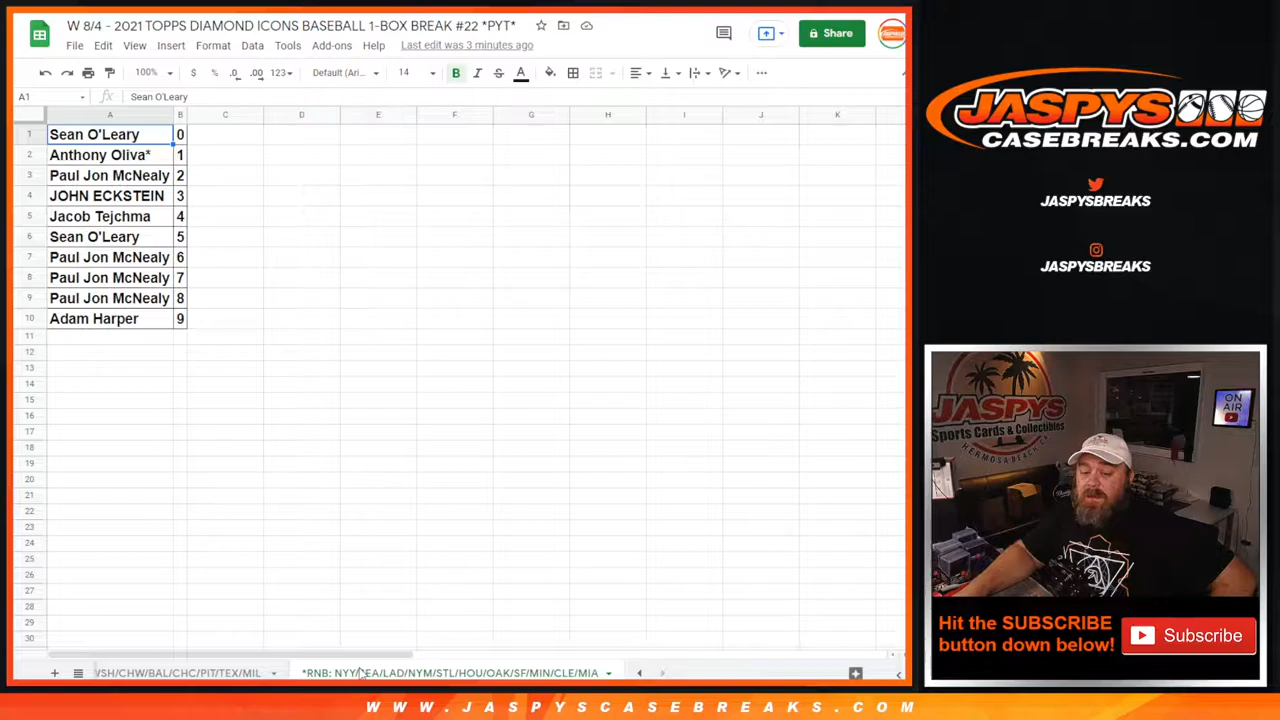 W 8/4 - 2021 TOPPS DIAMOND ICONS BASEBALL 1-BOX BREAK #22 *PYT*
File Edit View Insert Format Data Tools Add-ons Help Last edit was 3 minutes ago
Share
100% $ % .0 .00 123 Default (Ari... 14 B I S A
A1 fx Sean O'Leary
A B C D E F G H I J K
1 Sean O'Leary 0
2 Anthony Oliva* 1
3 Paul Jon McNealy 2
4 JOHN ECKSTEIN 3
5 Jacob Tejchma 4
6 Sean O'Leary 5
7 Paul Jon McNealy 6
8 Paul Jon McNealy 7
9 Paul Jon McNealy 8
10 Adam Harper 9
11
12
13
14
15
16
17
18
19
20
21
22
23
24
25
26
27
28
29
30
/CHW/BAL/CHC/PIT/TEX/MIL
/LAD/NYM/STL/HOU/OAK/SF/MIN/CLE/MIA
JASPYS
CASEBREAKS.COM
JASPYSBREAKS
JASPYSBREAKS
JASPYS
Sports Cards & Collectibles
HERMOSA BEACH, CA
ON
AIR
Hit the SUBSCRIBE
button down below!
Subscribe
WWW.JASPYSCASEBREAKS.COM